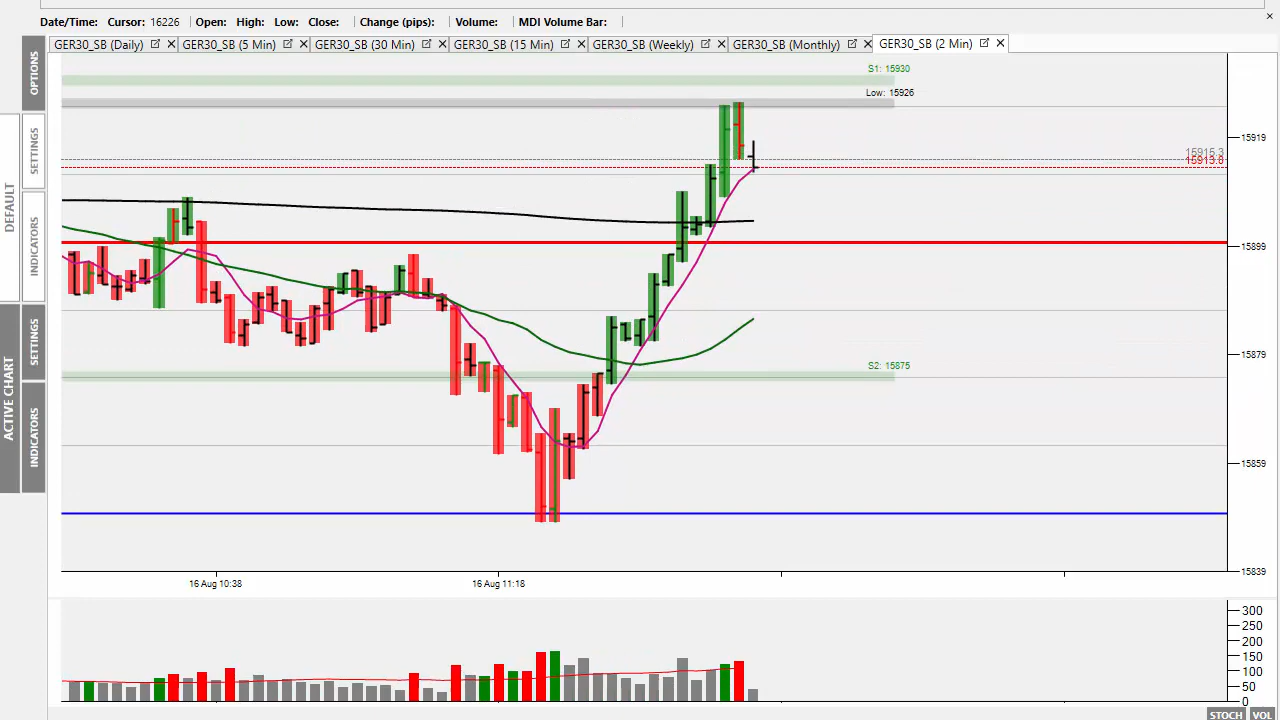 Date/Time: Cursor: 16226 Open: High: Low: Close: Change (pips): Volume: MDI Volume Bar:
GER30_SB (Daily) GER30_SB (5 Min) GER30_SB (30 Min) GER30_SB (15 Min) GER30_SB (Weekly) GER30_SB (Monthly) GER30_SB (2 Min)
OPTIONS
SETTINGS
INDICATORS
DEFAULT
SETTINGS
INDICATORS
ACTIVE CHART
S1: 15930
Low: 15926
15919
15915.3
15913.0
15899
15879
S2: 15875
15859
15839
16 Aug 10:38
16 Aug 11:18
300
250
200
150
100
50
0
STOCH VOL